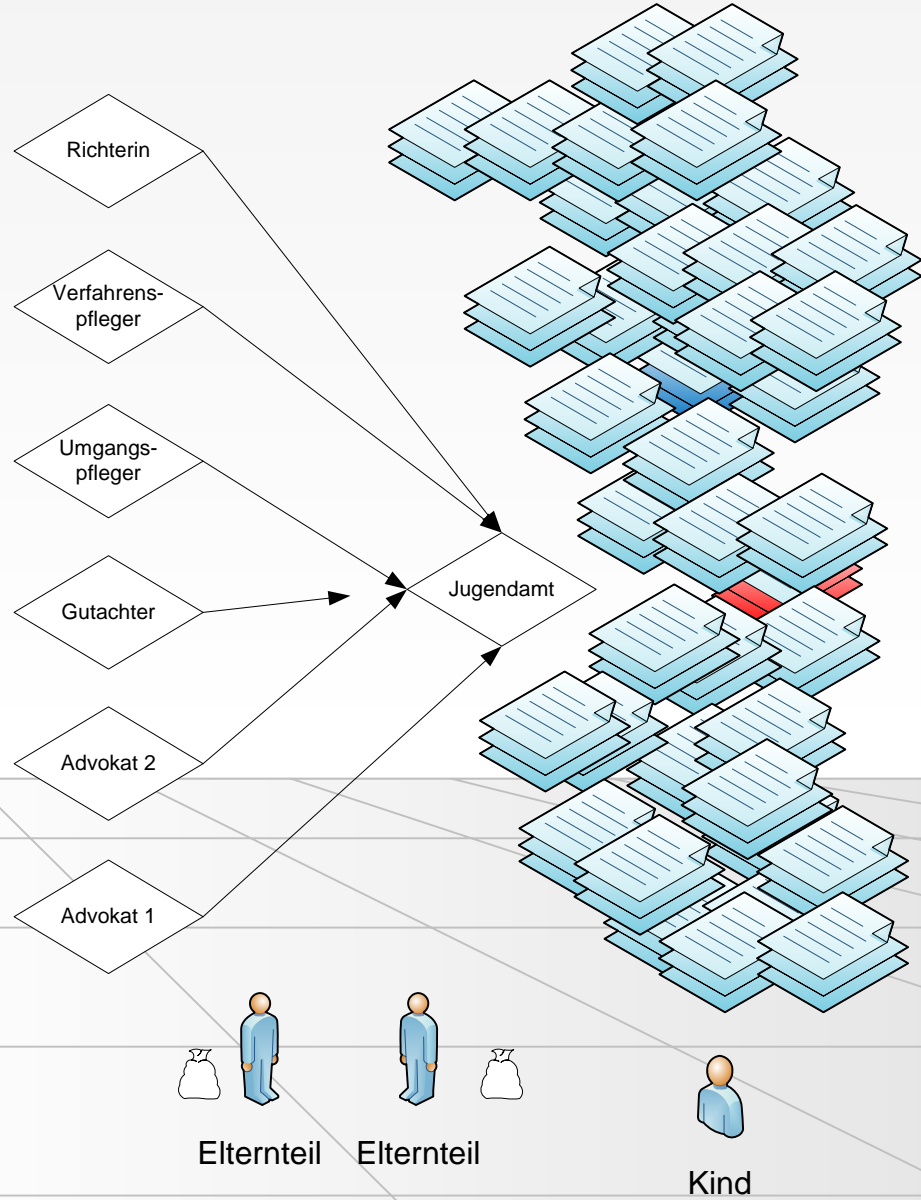 Richterin
Verfahrens-
pfleger
Umgangs-
pfleger
Gutachter
Jugendamt
Advokat 2
Advokat 1
Elternteil
Elternteil
Kind